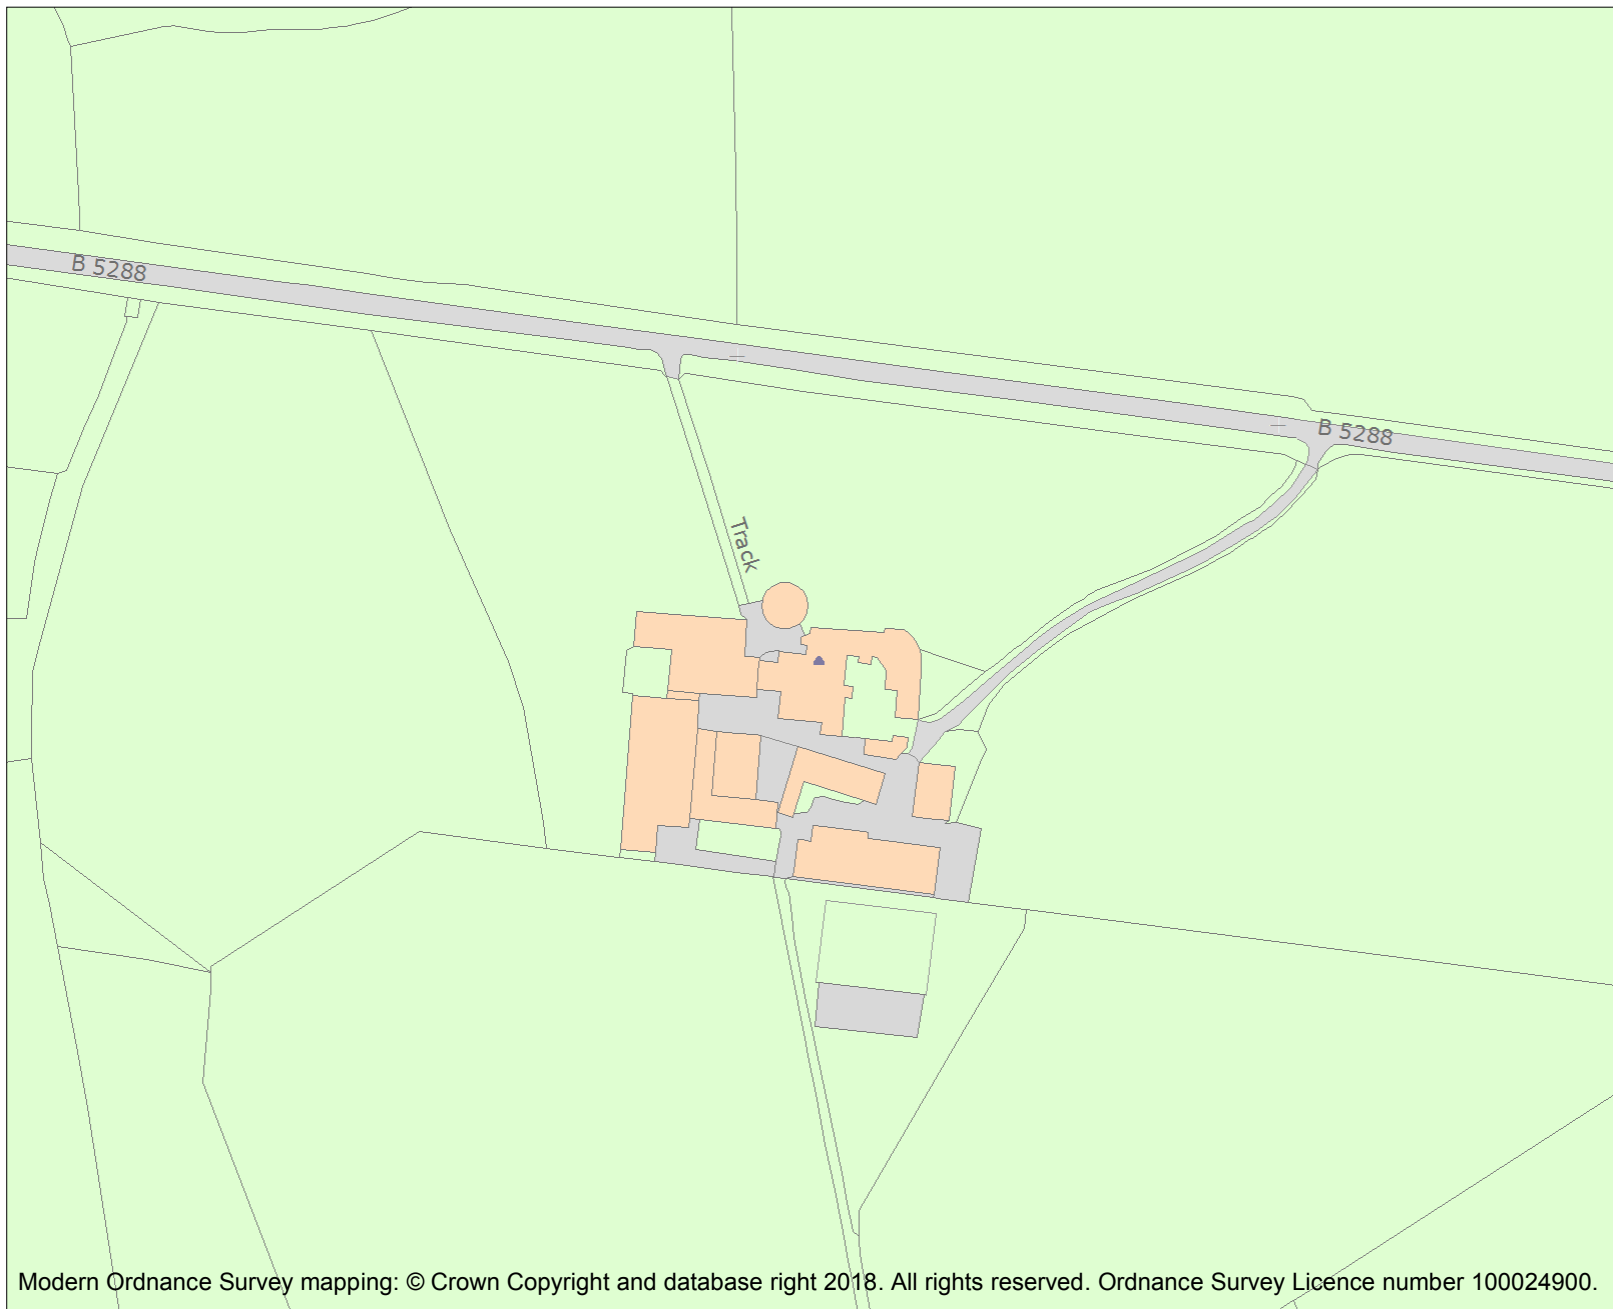 B 5288
B 5288
Track
Modern Ordnance Survey mapping: © Crown Copyright and database right 2018. All rights reserved. Ordnance Survey Licence number 100024900.